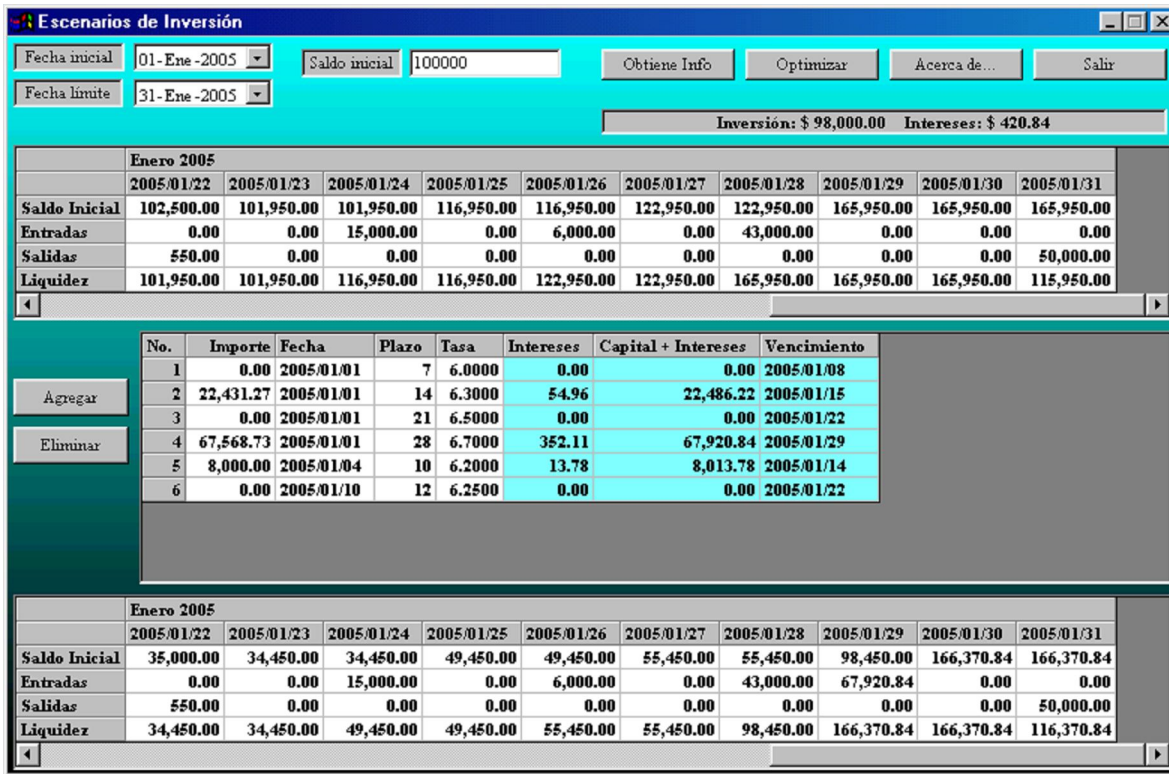 Escenarios de Inversión
Fecha inicial 01-Ene-2005 Saldo inicial 100000 Obtiene Info Optimizar Acerca de... Salir
Fecha límite 31-Ene-2005
Inversión: $ 98,000.00 Intereses: $ 420.84
Enero 2005
2005/01/22 2005/01/23 2005/01/24 2005/01/25 2005/01/26 2005/01/27 2005/01/28 2005/01/29 2005/01/30 2005/01/31
Saldo Inicial 102,500.00 101,950.00 101,950.00 116,950.00 116,950.00 122,950.00 122,950.00 165,950.00 165,950.00 165,950.00
Entradas 0.00 0.00 15,000.00 0.00 6,000.00 0.00 43,000.00 0.00 0.00 0.00
Salidas 550.00 0.00 0.00 0.00 0.00 0.00 0.00 0.00 0.00 50,000.00
Liquidez 101,950.00 101,950.00 116,950.00 116,950.00 122,950.00 122,950.00 165,950.00 165,950.00 165,950.00 115,950.00
No. Importe Fecha Plazo Tasa Intereses Capital + Intereses Vencimiento
1 0.00 2005/01/01 7 6.0000 0.00 0.00 2005/01/08
Agregar 2 22,431.27 2005/01/01 14 6.3000 54.96 22,486.22 2005/01/15
3 0.00 2005/01/01 21 6.5000 0.00 0.00 2005/01/22
Eliminar 4 67,568.73 2005/01/01 28 6.7000 352.11 67,920.84 2005/01/29
5 8,000.00 2005/01/04 10 6.2000 13.78 8,013.78 2005/01/14
6 0.00 2005/01/10 12 6.2500 0.00 0.00 2005/01/22
Enero 2005
2005/01/22 2005/01/23 2005/01/24 2005/01/25 2005/01/26 2005/01/27 2005/01/28 2005/01/29 2005/01/30 2005/01/31
Saldo Inicial 35,000.00 34,450.00 34,450.00 49,450.00 49,450.00 55,450.00 55,450.00 98,450.00 166,370.84 166,370.84
Entradas 0.00 0.00 15,000.00 0.00 6,000.00 0.00 43,000.00 67,920.84 0.00 0.00
Salidas 550.00 0.00 0.00 0.00 0.00 0.00 0.00 0.00 0.00 50,000.00
Liquidez 34,450.00 34,450.00 49,450.00 49,450.00 55,450.00 55,450.00 98,450.00 166,370.84 166,370.84 116,370.84